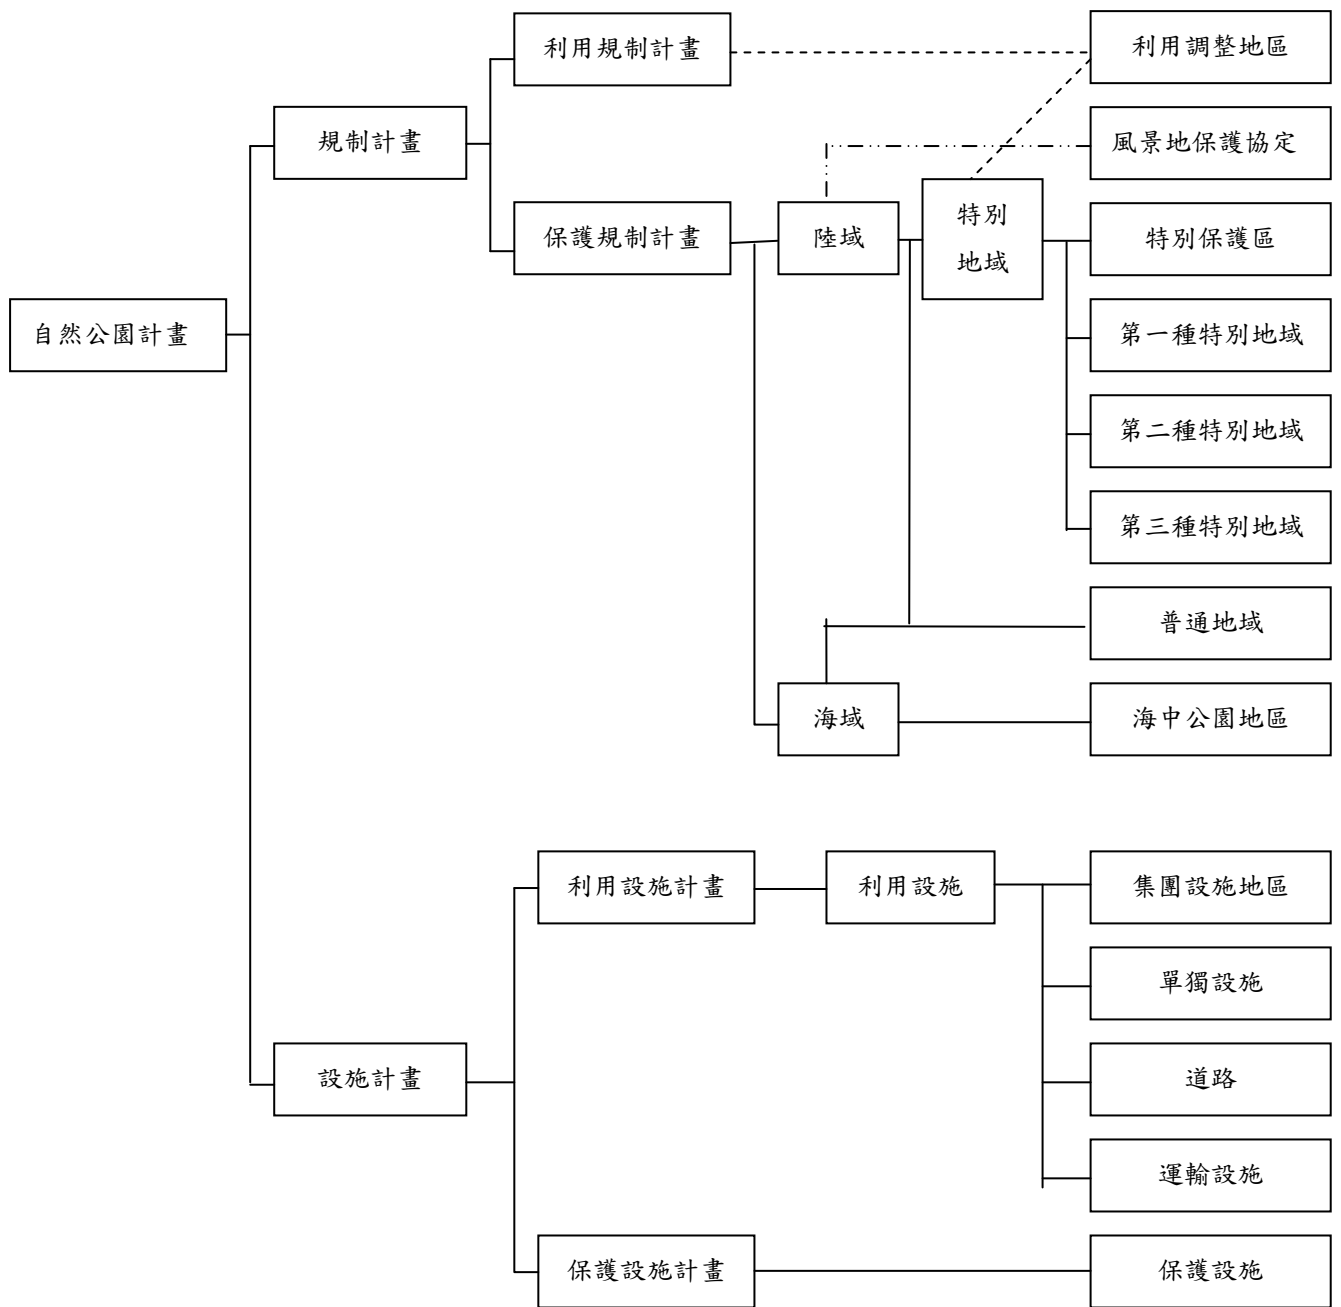 利用規制計畫
利用調整地區
規制計畫
風景地保護協定
保護規制計畫
陸域
特別
地域
特別保護區
自然公園計畫
第一種特別地域
第二種特別地域
第三種特別地域
普通地域
海域
海中公園地區
利用設施計畫
利用設施
集團設施地區
單獨設施
設施計畫
道路
運輸設施
保護設施計畫
保護設施